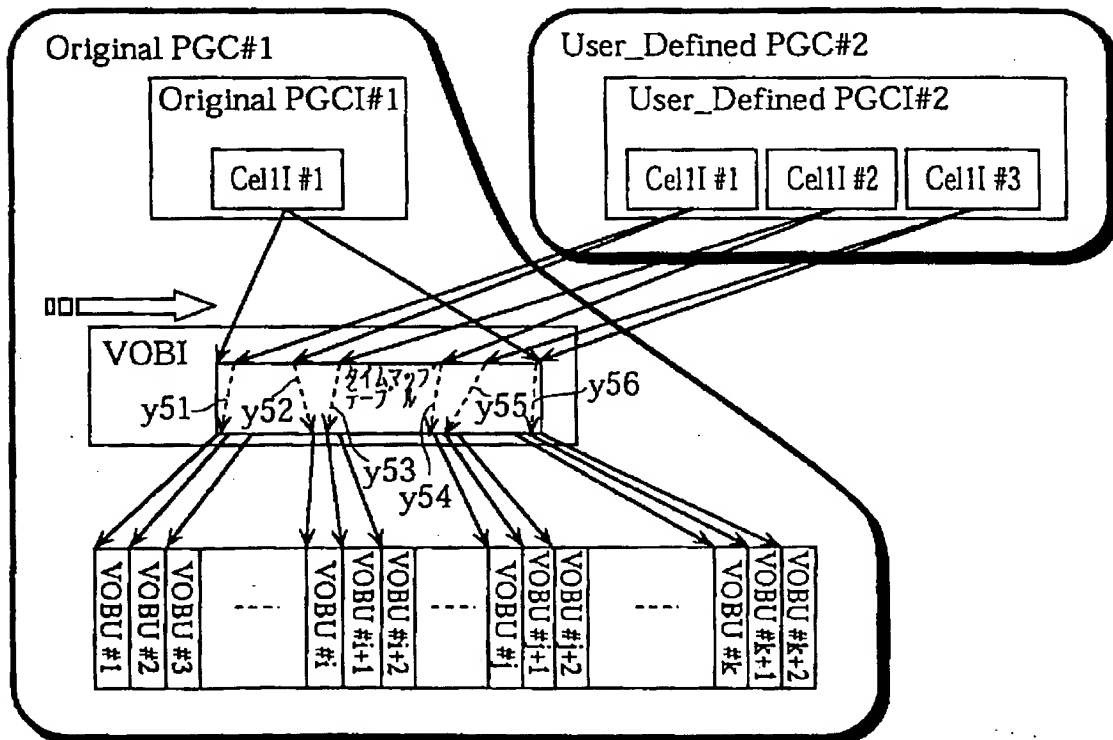 Original PGC#1
User_Defined PGC#2
Original PGCI#1
User_Defined PGCI#2
CellI #1
CellI #1
CellI #2
CellI #3
VOBI
タイムマップ
テーブル
y51
y52
y53
y54
y55
y56
VOBU #1
VOBU #2
VOBU #3
VOBU #i
VOBU #i+1
VOBU #i+2
VOBU #j
VOBU #j+1
VOBU #j+2
VOBU #k
VOBU #k+1
VOBU #k+2